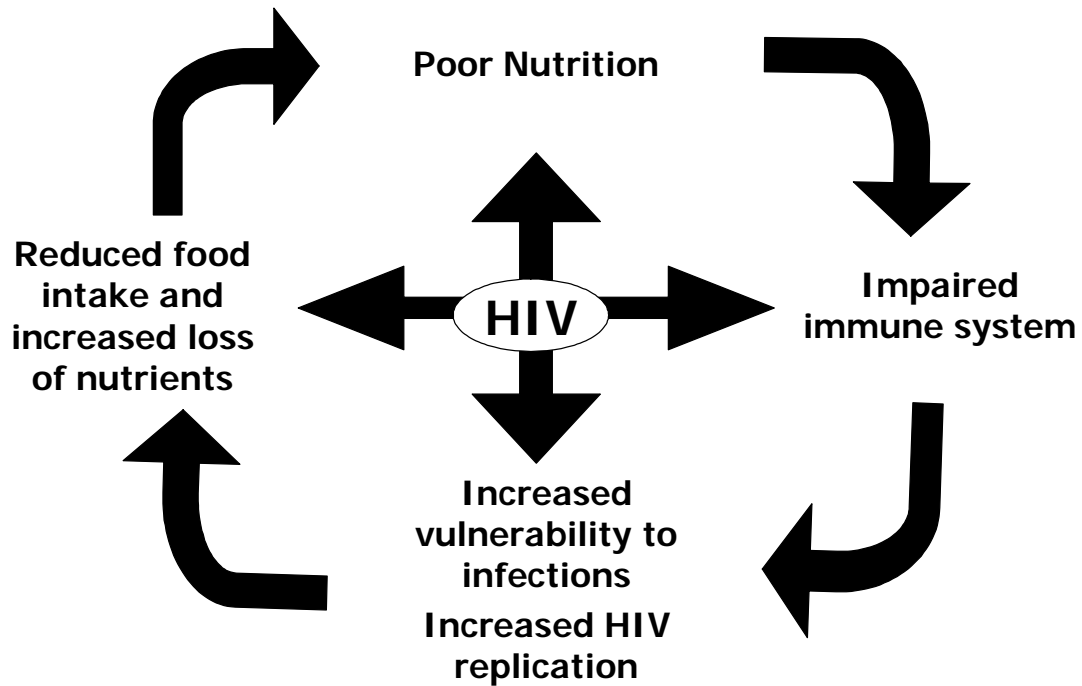 Poor Nutrition
Reduced food
intake and
increased loss
of nutrients
HIV
Impaired
immune system
Increased
vulnerability to
infections
Increased HIV
replication